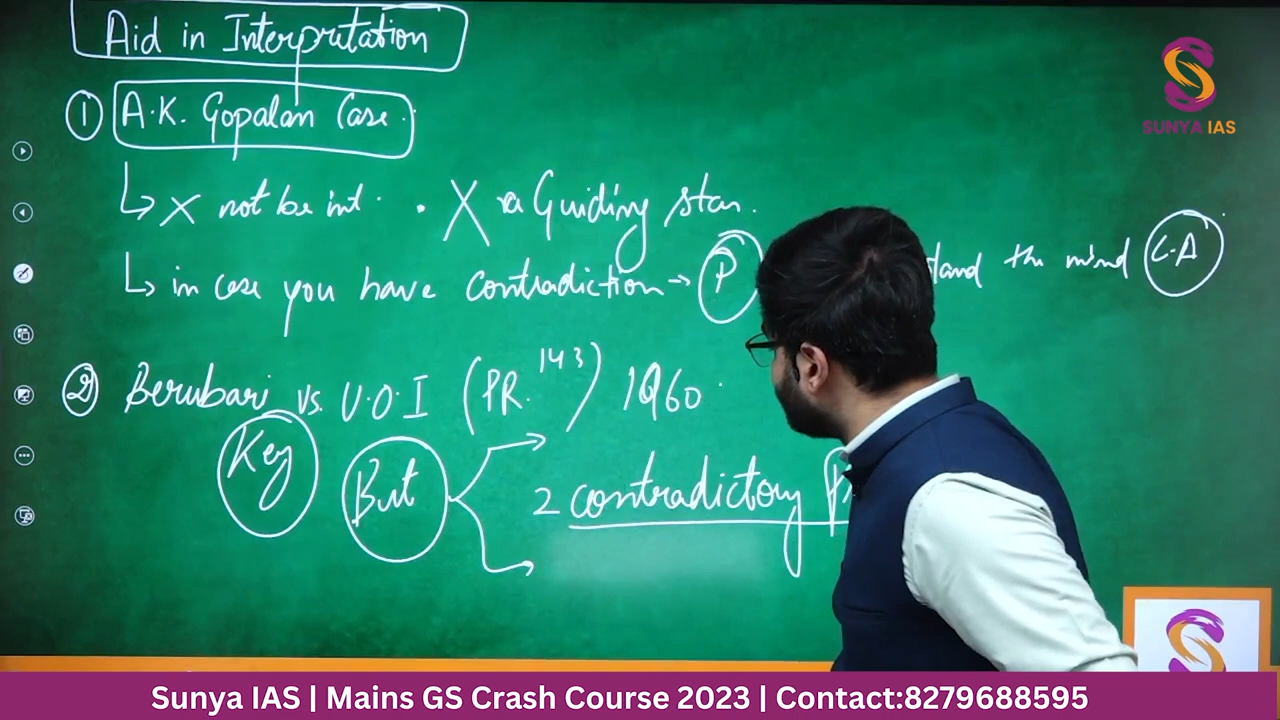 Aid in Interpretation
① A.K. Gopalan Case.
SUNYA IAS
↳ X not be int. . X a Guiding star.
↳ in case you have contradiction → P the mind C.A
② Berubari vs. U.O.I (PR. 143) 1960.
Key But 2 contradictory
Sunya IAS | Mains GS Crash Course 2023 | Contact:8279688595